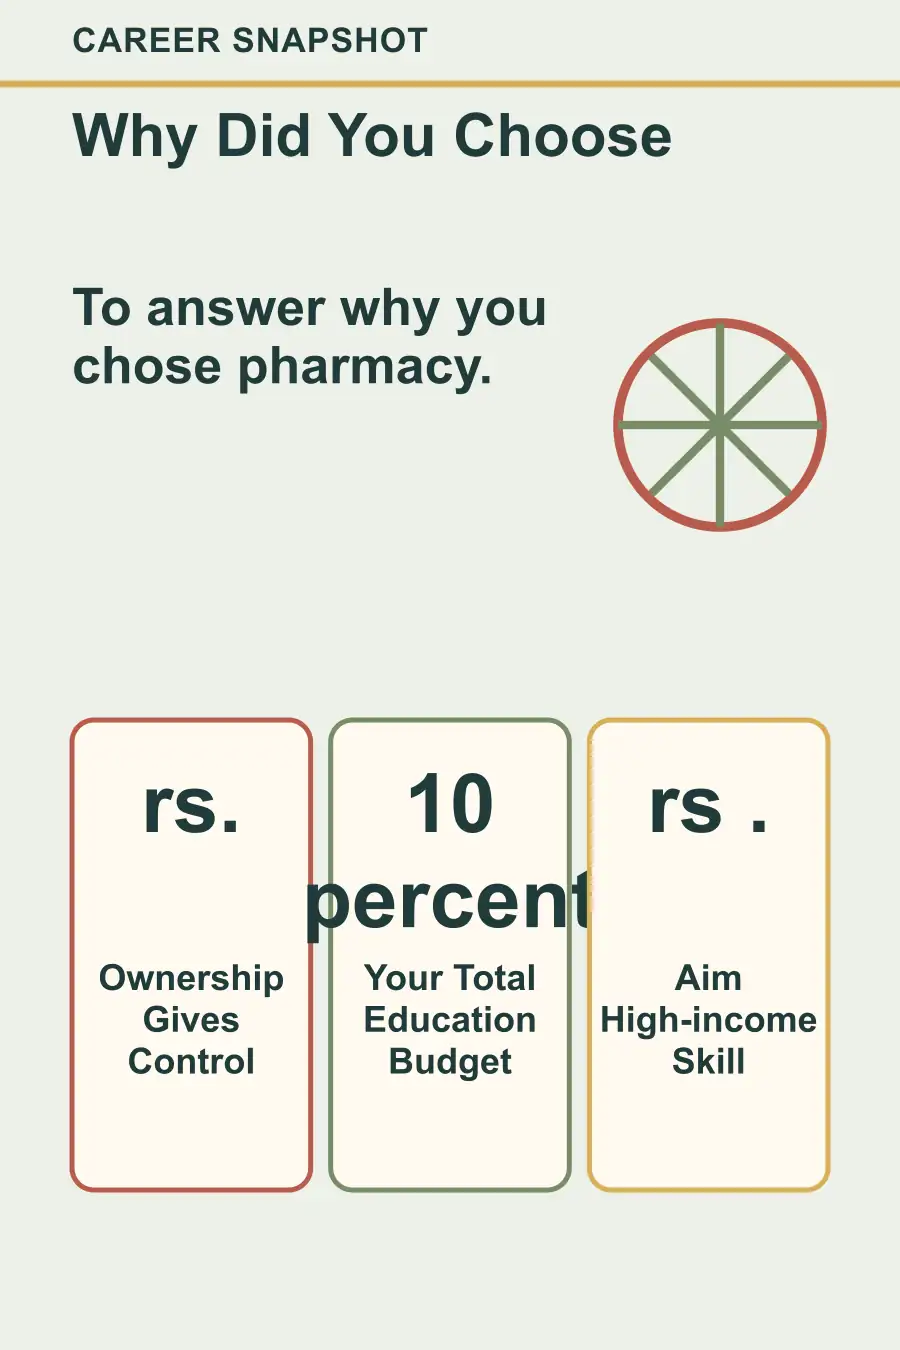 CAREER SNAPSHOT
Why Did You Choose
To answer why you
chose pharmacy.
rs.
Ownership
Gives
Control
10
percent
Your Total
Education
Budget
rs .
Aim
High-income
Skill